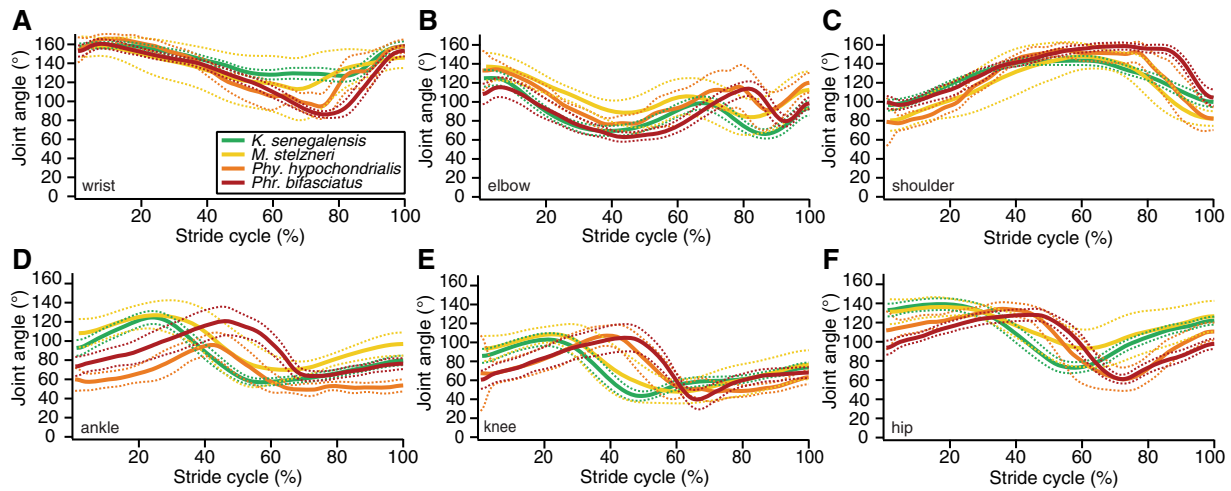 A
Joint angle (°)
160
140
120
100
80
60
40
20
0
K. senegalensis
M. stelzneri
Phy. hypochondrialis
Phr. bifasciatus
wrist
20 40 60 80 100
Stride cycle (%)
B
Joint angle (°)
160
140
120
100
80
60
40
20
0
elbow
20 40 60 80 100
Stride cycle (%)
C
Joint angle (°)
160
140
120
100
80
60
40
20
0
shoulder
20 40 60 80 100
Stride cycle (%)
D
Joint angle (°)
160
140
120
100
80
60
40
20
0
ankle
20 40 60 80 100
Stride cycle (%)
E
Joint angle (°)
160
140
120
100
80
60
40
20
0
knee
20 40 60 80 100
Stride cycle (%)
F
Joint angle (°)
160
140
120
100
80
60
40
20
0
hip
20 40 60 80 100
Stride cycle (%)